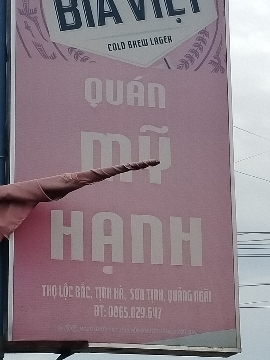 BIA VIỆT
COLD BREW LAGER
QUÁN
MỸ
HẠNH
THỌ LỘC BẮC, TỊNH HÀ, SƠN TỊNH, QUẢNG NGÃI
ĐT: 0865.029.647